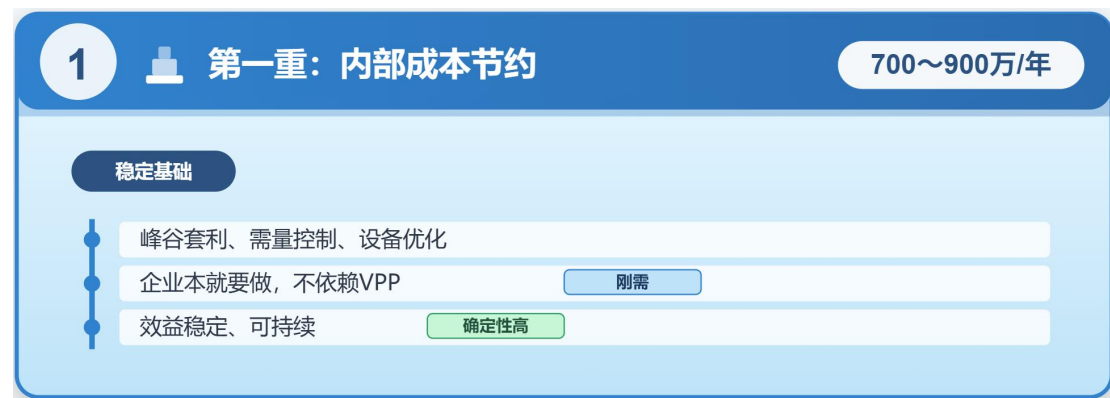 1
第一重：内部成本节约
700～900万/年
稳定基础
峰谷套利、需量控制、设备优化
企业本就要做，不依赖VPP
刚需
效益稳定、可持续
确定性高